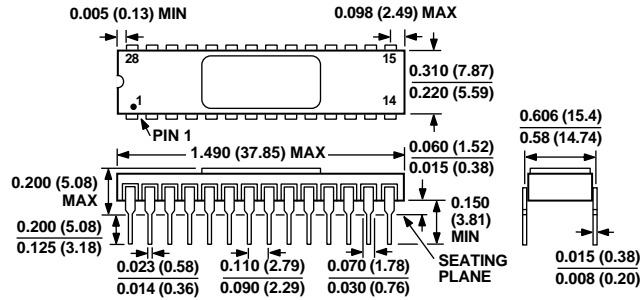 0.005 (0.13) MIN
0.098 (2.49) MAX
28
15
1
14
PIN 1
0.310 (7.87)
0.220 (5.59)
1.490 (37.85) MAX
0.060 (1.52)
0.015 (0.38)
0.606 (15.4)
0.58 (14.74)
0.200 (5.08)
MAX
0.200 (5.08)
0.125 (3.18)
0.150
(3.81)
MIN
SEATING
PLANE
0.023 (0.58)
0.014 (0.36)
0.110 (2.79)
0.090 (2.29)
0.070 (1.78)
0.030 (0.76)
0.015 (0.38)
0.008 (0.20)